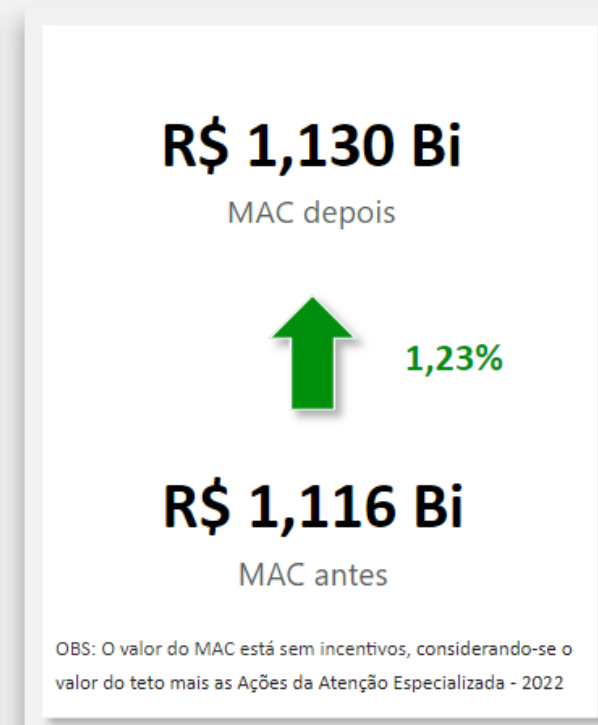 R$ 1,130 Bi
MAC depois
1,23%
R$ 1,116 Bi
MAC antes
OBS: O valor do MAC está sem incentivos, considerando-se o
valor do teto mais as Ações da Atenção Especializada - 2022